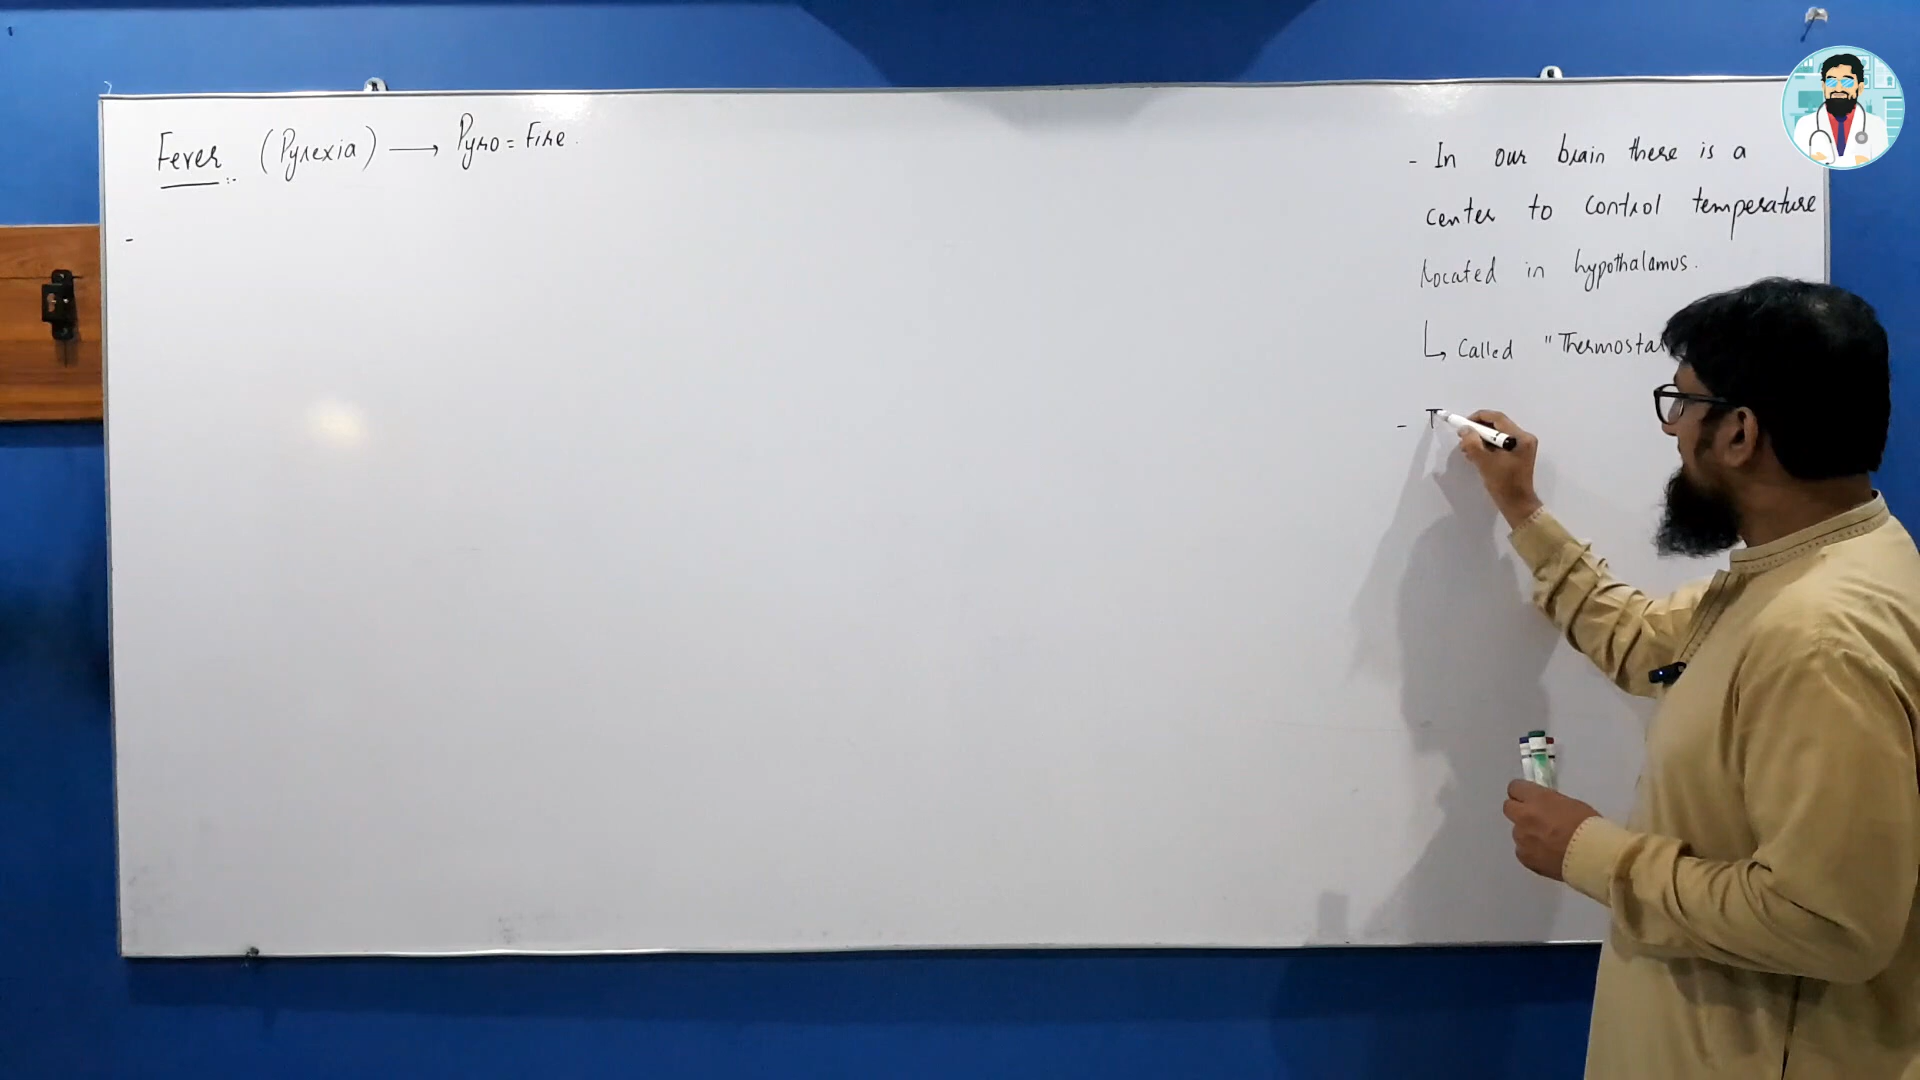 Fever (Pyrexia) → Pyro = Fire.
-
- In our brain there is a
center to control temperature
located in hypothalamus.
↳ Called "Thermostat
- T